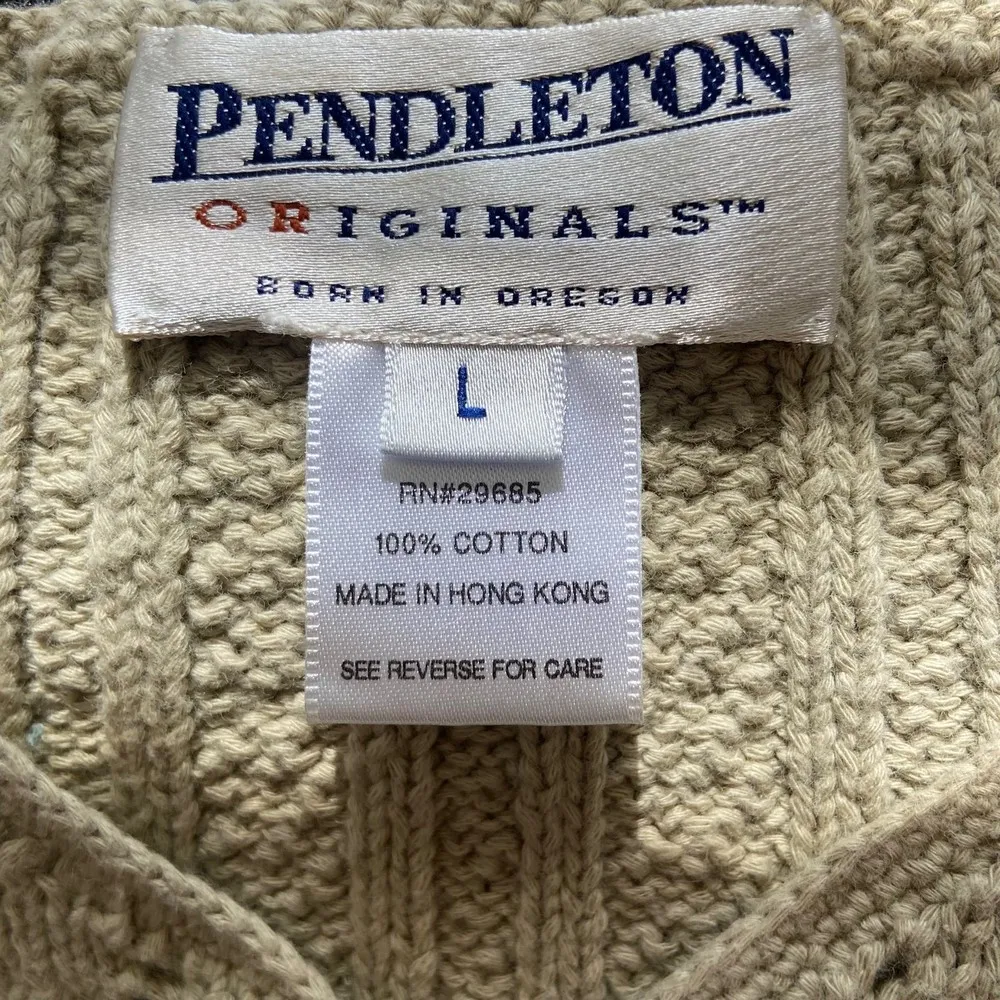 PENDLETON
ORIGINALS™
BORN IN OREGON
L
RN#29685
100% COTTON
MADE IN HONG KONG
SEE REVERSE FOR CARE